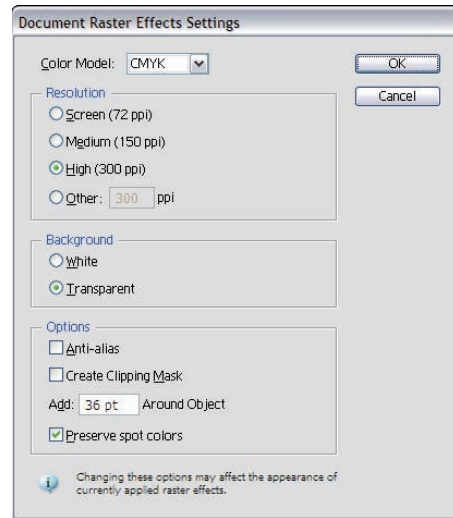 Document Raster Effects Settings
Color Model: CMYK
OK
Cancel
Resolution
Screen (72 ppi)
Medium (150 ppi)
High (300 ppi)
Other: 300 ppi
Background
White
Transparent
Options
Anti-alias
Create Clipping Mask
Add: 36 pt Around Object
Preserve spot colors
Changing these options may affect the appearance of
currently applied raster effects.